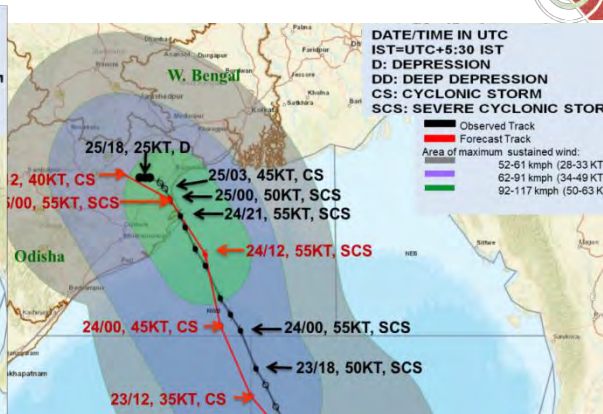 DATE/TIME IN UTC
IST=UTC+5:30 IST
D: DEPRESSION
DD: DEEP DEPRESSION
CS: CYCLONIC STORM
SCS: SEVERE CYCLONIC STOR
Observed Track
Forecast Track
Area of maximum sustained wind:
52-61 kmph (28-33 KT
62-91 kmph (34-49 KT
92-117 kmph (50-63 K
W. Bengal
25/18, 25KT, D
2, 40KT, CS
25/03, 45KT, CS
/00, 55KT, SCS
25/00, 50KT, SCS
24/21, 55KT, SCS
Odisha
24/12, 55KT, SCS
24/00, 45KT, CS
24/00, 55KT, SCS
23/18, 50KT, SCS
23/12, 35KT, CS
khapatnam